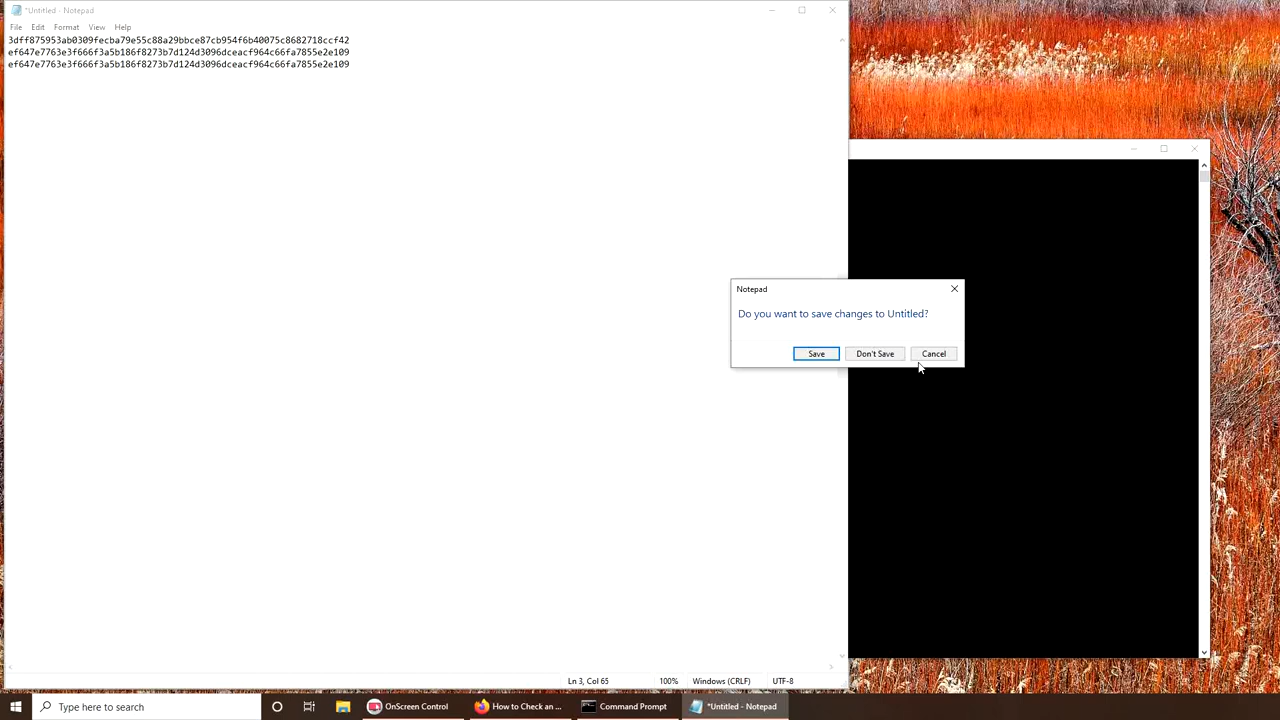 *Untitled - Notepad
File Edit Format View Help
3dff875953ab0309fecba79e55c88a29bbce87cb954f6b40075c8682718ccf42
ef647e7763e3f666f3a5b186f8273b7d124d3096dceacf964c66fa7855e2e109
ef647e7763e3f666f3a5b186f8273b7d124d3096dceacf964c66fa7855e2e109
Notepad
Do you want to save changes to Untitled?
Save Don't Save Cancel
Ln 3, Col 65 100% Windows (CRLF) UTF-8
Type here to search OnScreen Control How to Check an ... Command Prompt *Untitled - Notepad